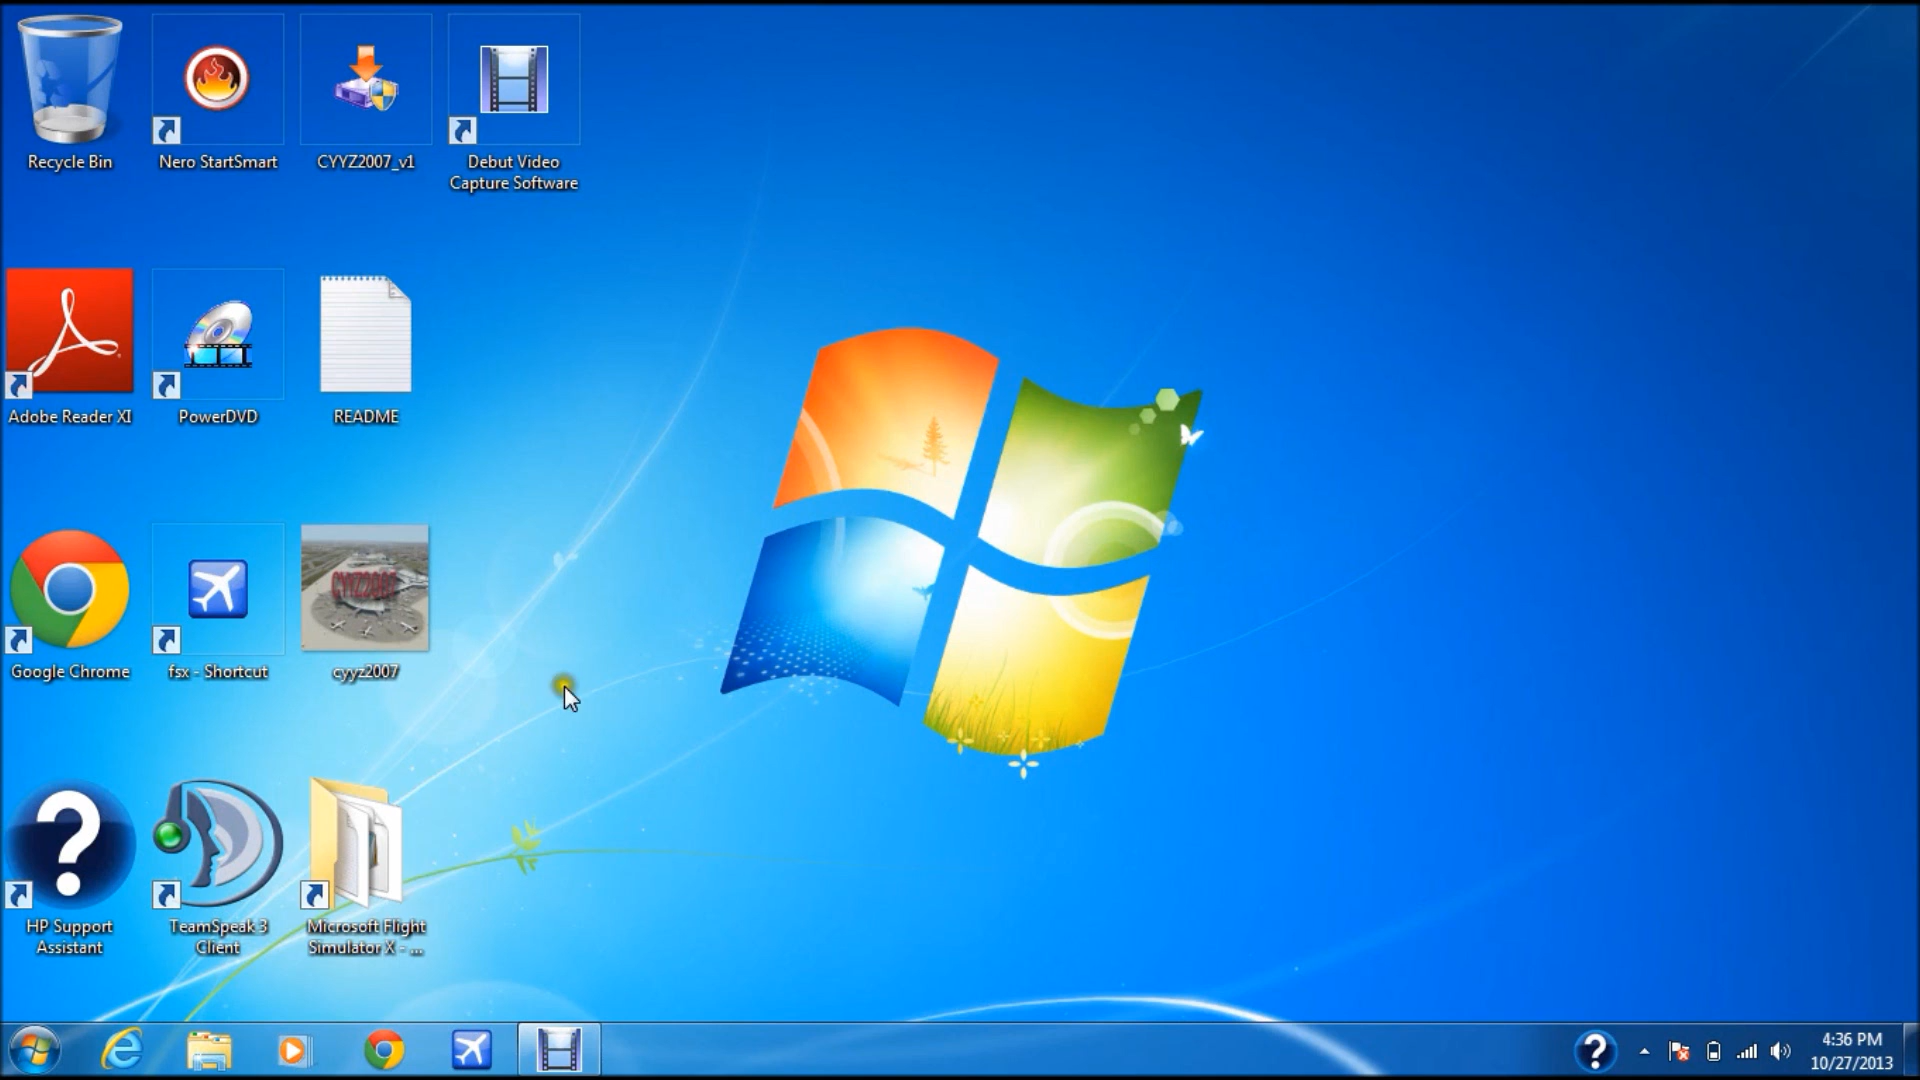 Recycle Bin
Nero StartSmart
CYYZ2007_v1
Debut Video
Capture Software
Adobe Reader XI
PowerDVD
README
Google Chrome
fsx - Shortcut
CYYZ2007
cyyz2007
HP Support
Assistant
TeamSpeak 3
Client
Microsoft Flight
Simulator X - ...
4:36 PM
10/27/2013